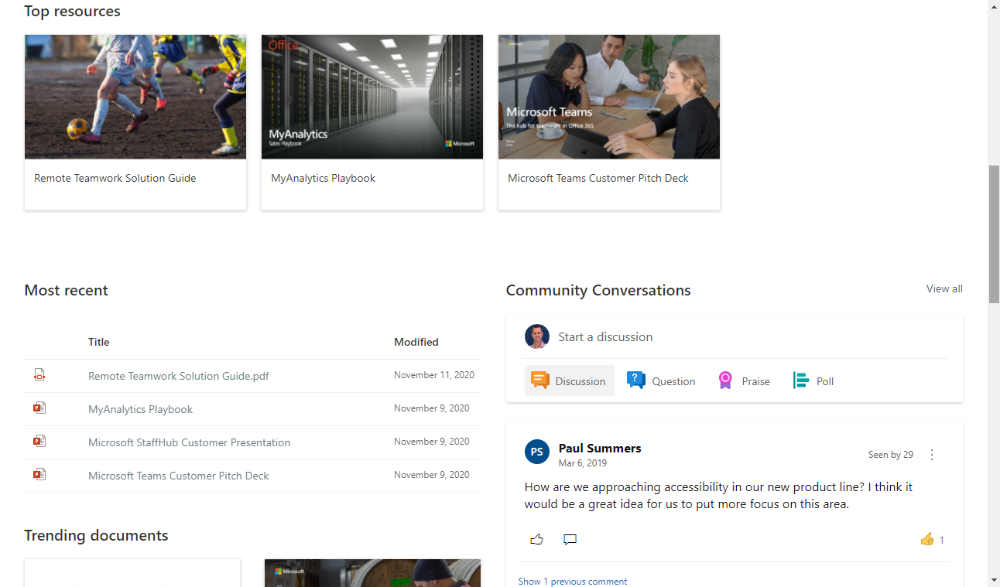 Top resources
Office
MyAnalytics
Sales Playbook
Microsoft
Microsoft
Microsoft Teams
The hub for teamwork in Office 365
Name
Date
Remote Teamwork Solution Guide
MyAnalytics Playbook
Microsoft Teams Customer Pitch Deck
Most recent
Title Modified
Remote Teamwork Solution Guide.pdf November 11, 2020
MyAnalytics Playbook November 9, 2020
Microsoft StaffHub Customer Presentation November 9, 2020
Microsoft Teams Customer Pitch Deck November 9, 2020
Trending documents
Microsoft
Community Conversations View all
Start a discussion
Discussion Question Praise Poll
PS Paul Summers
Mar 6, 2019
Seen by 29
How are we approaching accessibility in our new product line? I think it
would be a great idea for us to put more focus on this area.
1
Show 1 previous comment